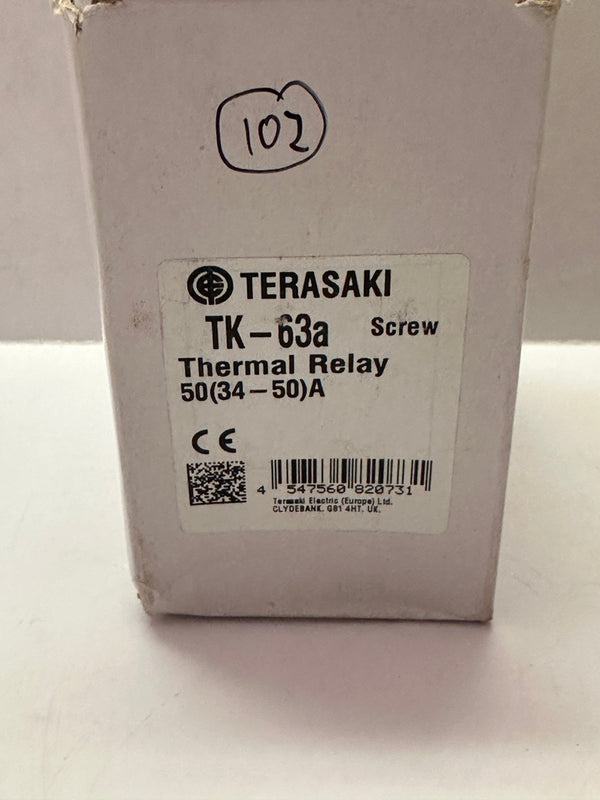 102
TERASAKI
TK-63a Screw
Thermal Relay
50(34-50)A
CE
4 547560 820731
Terasaki Electric (Europe) Ltd.
CLYDEBANK. G81 4HT. UK.